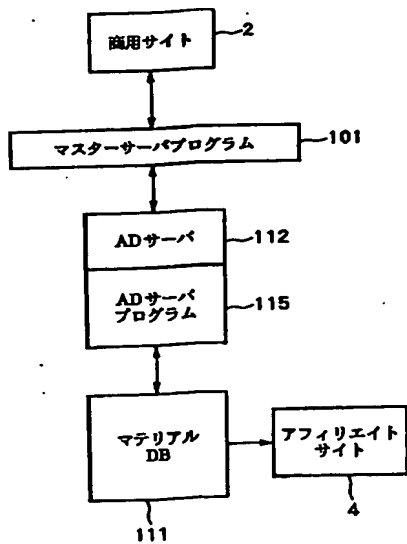 商用サイト
2
マスターサーバプログラム
101
ADサーバ
112
ADサーバ
プログラム
115
マテリアル
DB
111
アフィリエイト
サイト
4